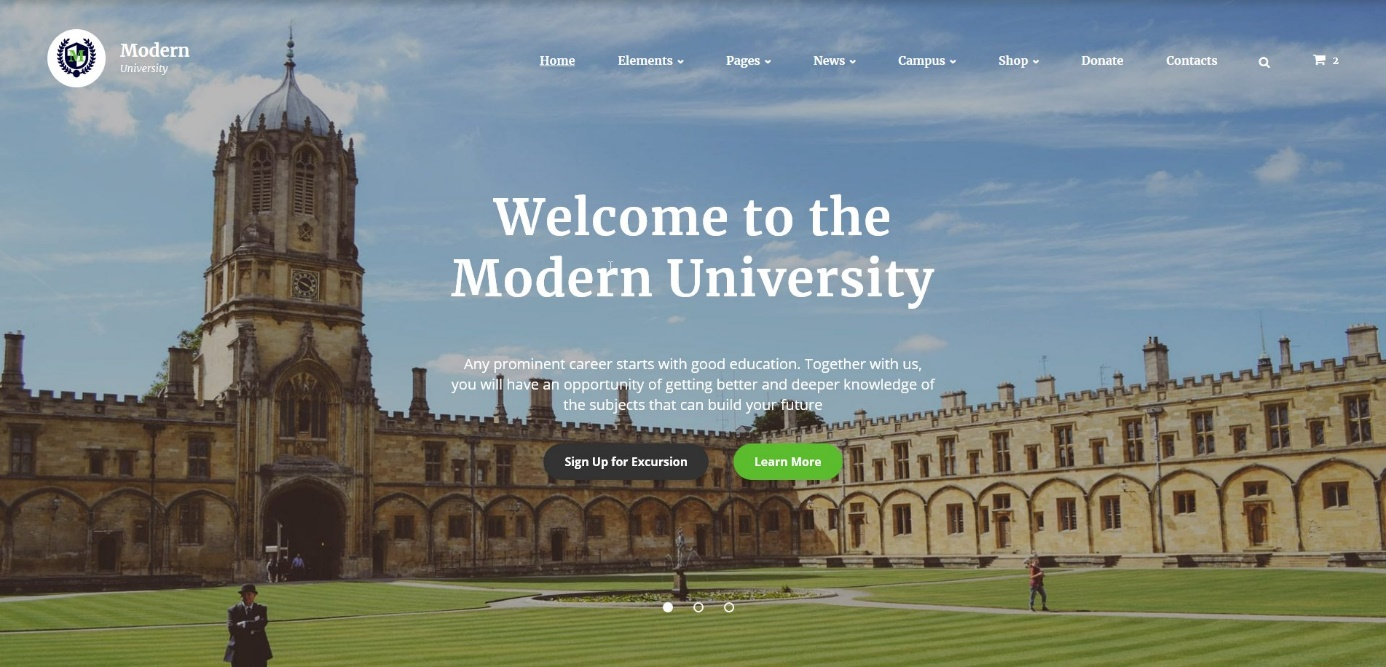 Modern
University
Home Elements Pages News Campus Shop Donate Contacts 2
Welcome to the
Modern University
Any prominent career starts with good education. Together with us,
you will have an opportunity of getting better and deeper knowledge of
the subjects that can build your future
Sign Up for Excursion Learn More